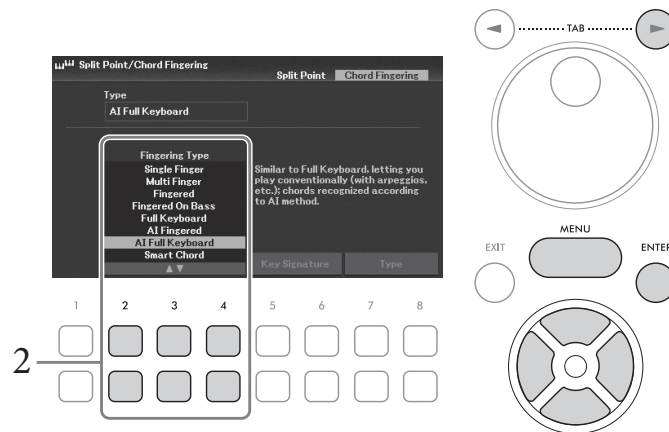 TAB
Split Point/Chord Fingering
Split Point Chord Fingering
Type
AI Full Keyboard
Fingering Type
Single Finger
Multi Finger
Fingered
Fingered On Bass
Full Keyboard
AI Fingered
AI Full Keyboard
Smart Chord
Similar to Full Keyboard, letting you
play conventionally (with arpeggios,
etc.); chords recognized according
to AI method.
Key Signature Type
MENU
EXIT ENTER
1 2 3 4 5 6 7 8
2